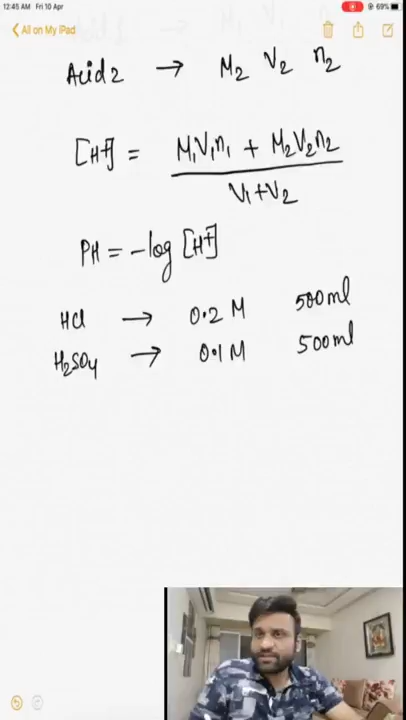 12:45 AM Fri 10 Apr 69%
All on My iPad
Acid 2 → M₂ V₂ n₂
[H+] = M₁V₁n₁ + M₂V₂n₂
V₁+V₂
PH = -log [H+]
HCl → 0.2 M 500ml
H₂SO₄ → 0.1 M 500ml